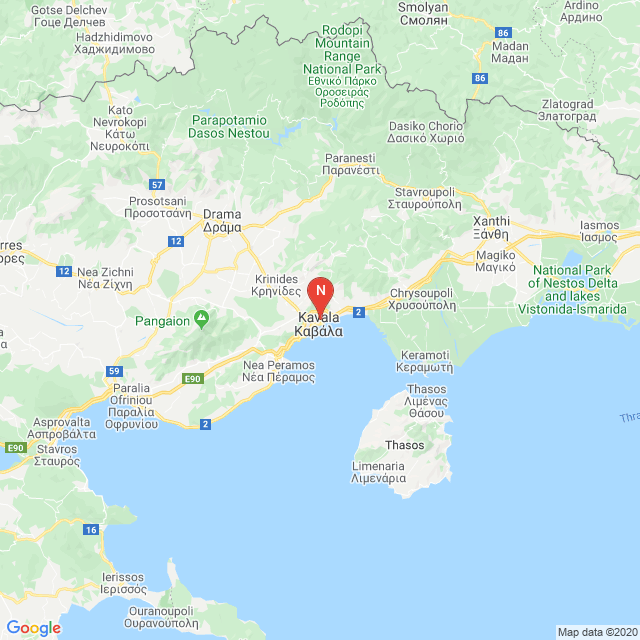 Gotse Delchev
Гоце Делчев
Hadzhidimovo
Хаджидимово
Smolyan
Смолян
Ardino
Ардино
86
Madan
Мадан
86
Rodopi
Mountain
Range
National Park
Εθνικό Πάρκο
Οροσειράς
Ροδόπης
Zlatograd
Златоград
Kato
Nevrokopi
Κάτω
Νευροκόπι
Parapotamio
Dasos Nestou
Dasiko Chorio
Δασικό Χωριό
Paranesti
Παρανέστι
57
Prosotsani
Προσοτσάνη
Stavroupoli
Σταυρούπολη
Drama
Δράμα
Xanthi
Ξάνθη
Iasmos
Ίασμος
12
rres
ρρες
12
Nea Zichni
Νέα Ζίχνη
Magiko
Μαγικό
National Park
of Nestos Delta
and lakes
Vistonida-Ismarida
Krinides
Κρηνίδες
N
Chrysoupoli
Χρυσούπολη
2
Kavala
Καβάλα
Pangaion
Keramoti
Κεραμωτή
Nea Peramos
Νέα Πέραμος
59
E90
Paralia
Ofriniou
Παραλία
Οφρυνίου
Thasos
Λιμενας
Θάσου
2
Asprovalta
Ασπροβάλτα
Thra
E90
Stavros
Σταυρός
Thasos
Limenaria
Λιμενάρια
16
Ierissos
Ιερισσός
Ouranoupoli
Ουρανούπολη
Google
Map data ©2020